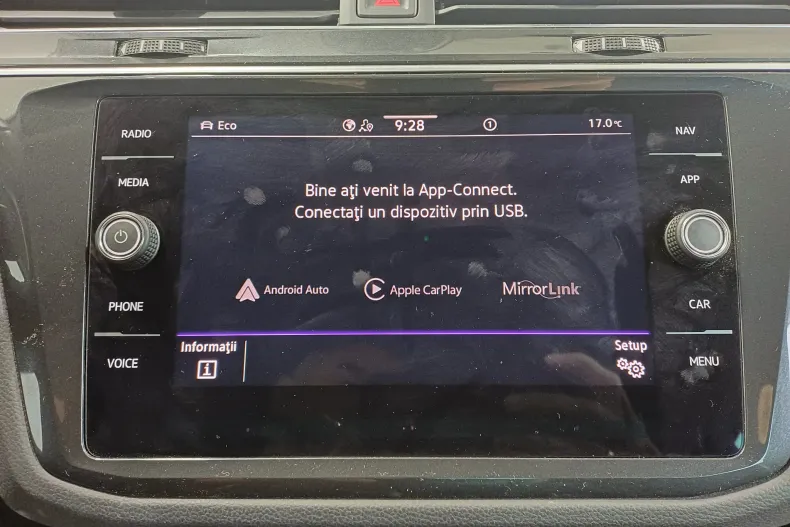 RADIO
MEDIA
PHONE
VOICE
Eco
9:28
1
17.0°C
Bine aţi venit la App-Connect.
Conectaţi un dispozitiv prin USB.
Android Auto
Apple CarPlay
MirrorLink
Informaţii
i
Setup
NAV
APP
CAR
MENU